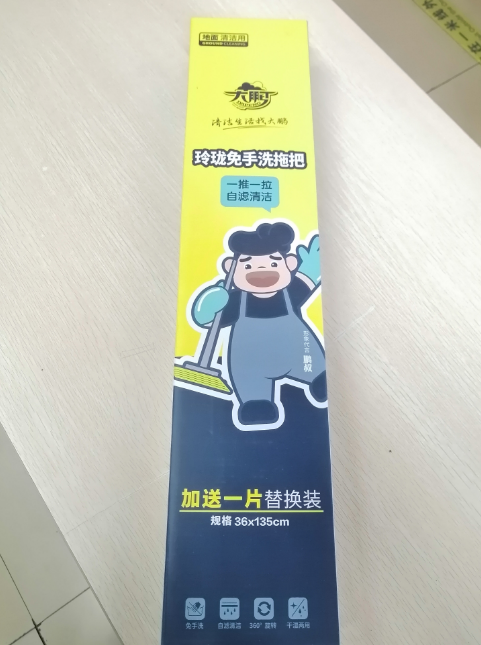 地面 清洁用
大鹏
清洁生活找大鹏
玲珑免手洗拖把
一推一拉
自滤清洁
鹏叔
加送一片替换装
规格 36x135cm
免手洗
自滤清洁
360° 旋转
干湿两用